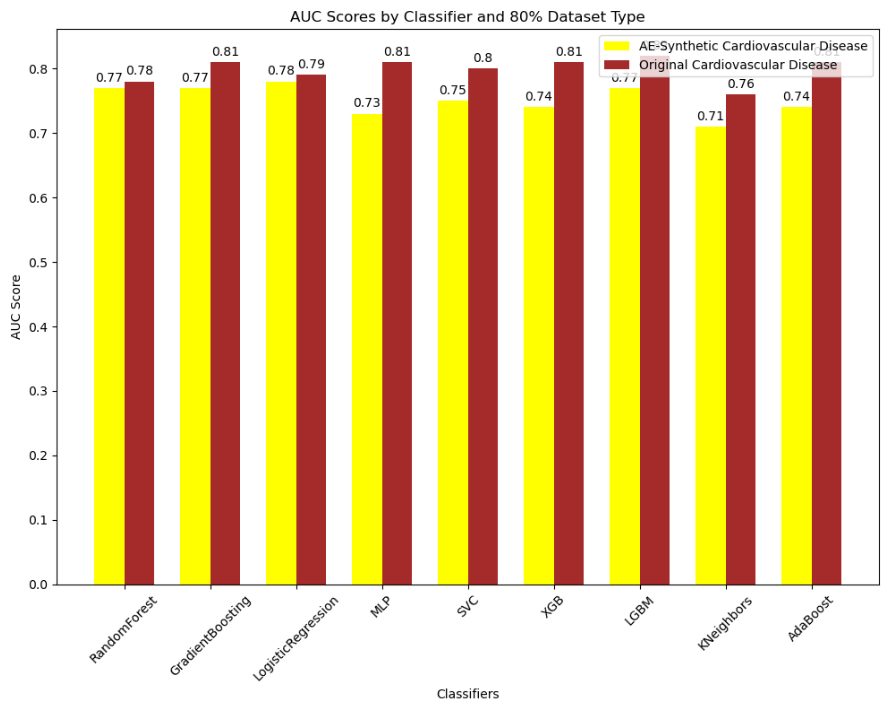 AUC Scores by Classifier and 80% Dataset Type
AE-Synthetic Cardiovascular Disease
Original Cardiovascular Disease
0.77
0.78
0.77
0.81
0.78
0.79
0.73
0.81
0.75
0.8
0.74
0.81
0.77
0.71
0.76
0.74
0.81
AUC Score
0.8
0.7
0.6
0.5
0.4
0.3
0.2
0.1
0.0
RandomForest
GradientBoosting
LogisticRegression
MLP
SVC
XGB
LGBM
KNeighbors
AdaBoost
Classifiers